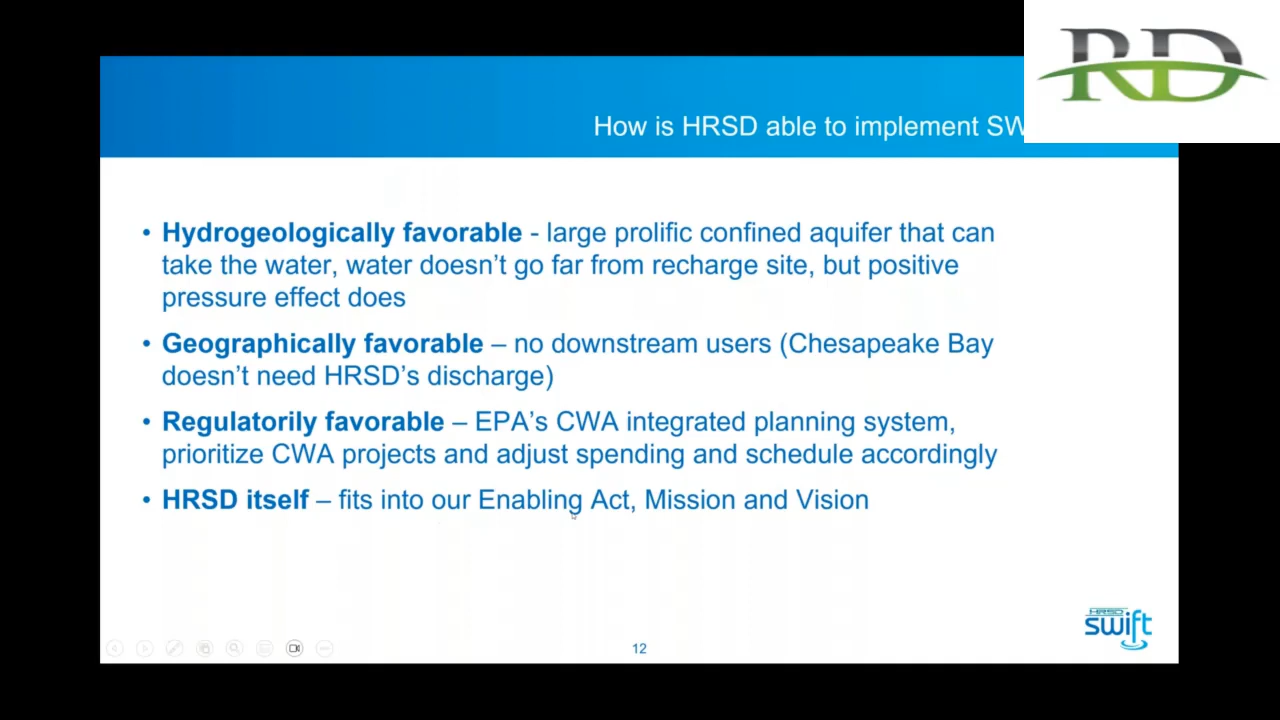 RD
How is HRSD able to implement SW
• Hydrogeologically favorable - large prolific confined aquifer that can
take the water, water doesn't go far from recharge site, but positive
pressure effect does
• Geographically favorable – no downstream users (Chesapeake Bay
doesn't need HRSD's discharge)
• Regulatorily favorable – EPA's CWA integrated planning system,
prioritize CWA projects and adjust spending and schedule accordingly
• HRSD itself – fits into our Enabling Act, Mission and Vision
HRSD
swift
12